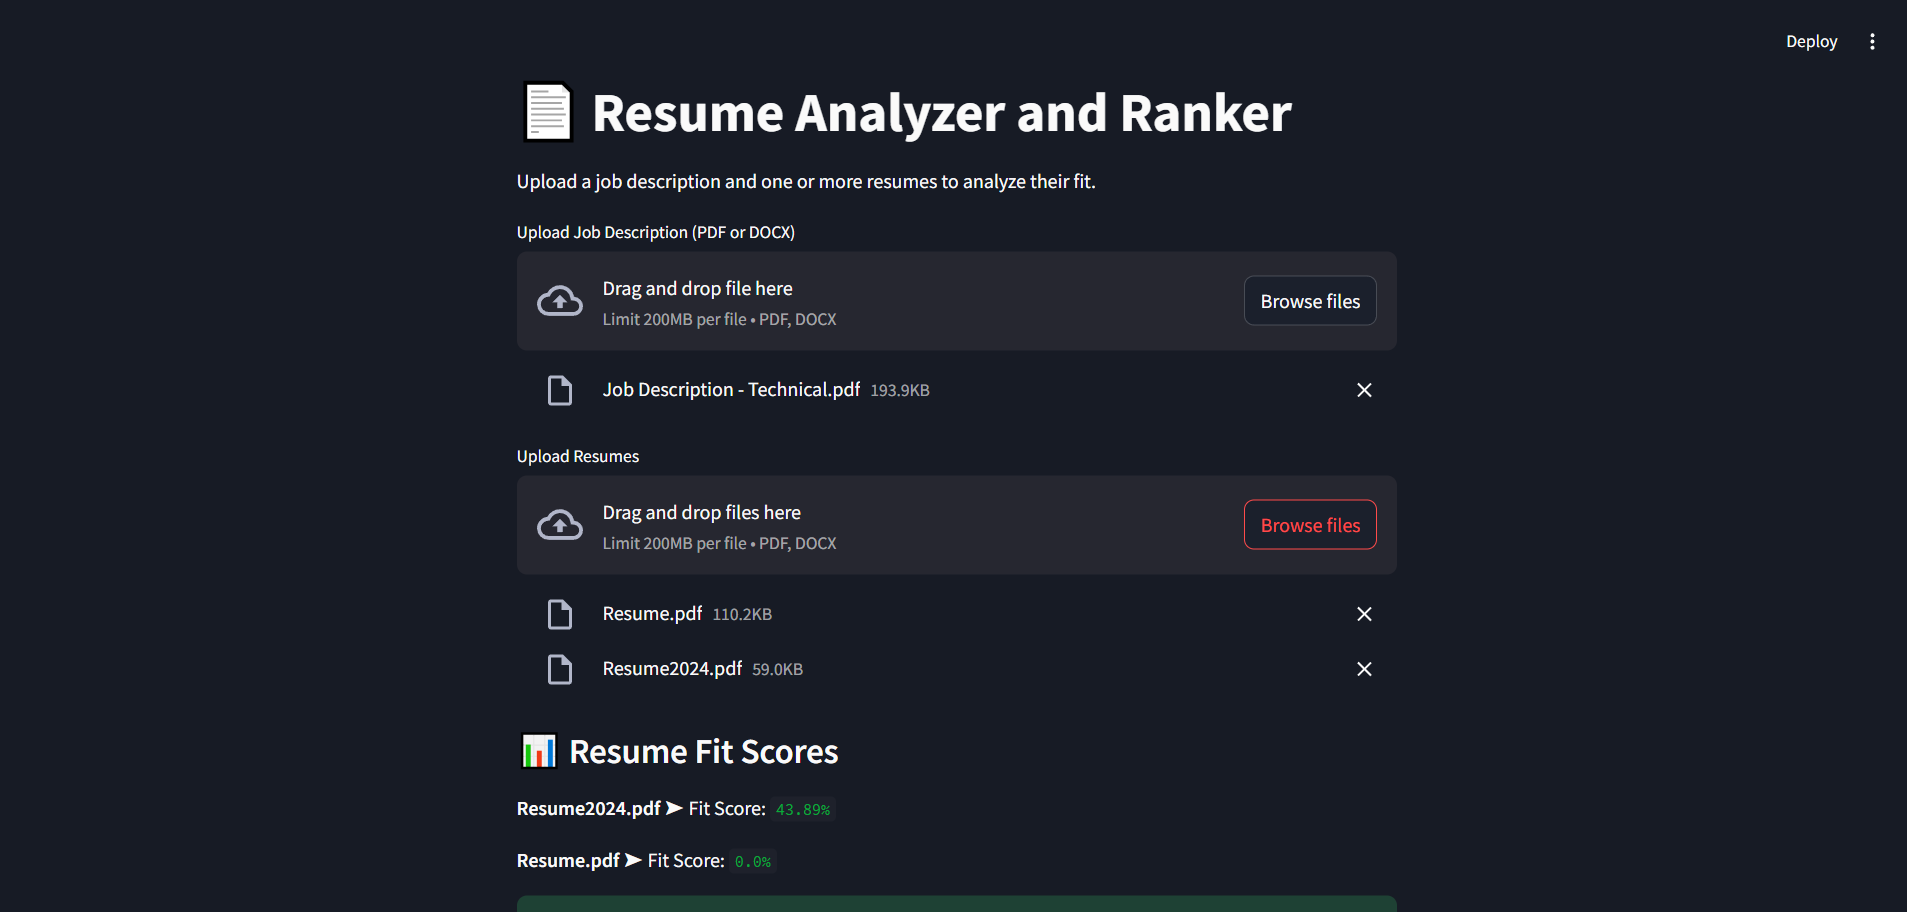 Deploy
Resume Analyzer and Ranker
Upload a job description and one or more resumes to analyze their fit.
Upload Job Description (PDF or DOCX)
Drag and drop file here
Limit 200MB per file • PDF, DOCX
Browse files
Job Description - Technical.pdf 193.9KB
Upload Resumes
Drag and drop files here
Limit 200MB per file • PDF, DOCX
Browse files
Resume.pdf 110.2KB
Resume2024.pdf 59.0KB
Resume Fit Scores
Resume2024.pdf ➤ Fit Score: 43.89%
Resume.pdf ➤ Fit Score: 0.0%